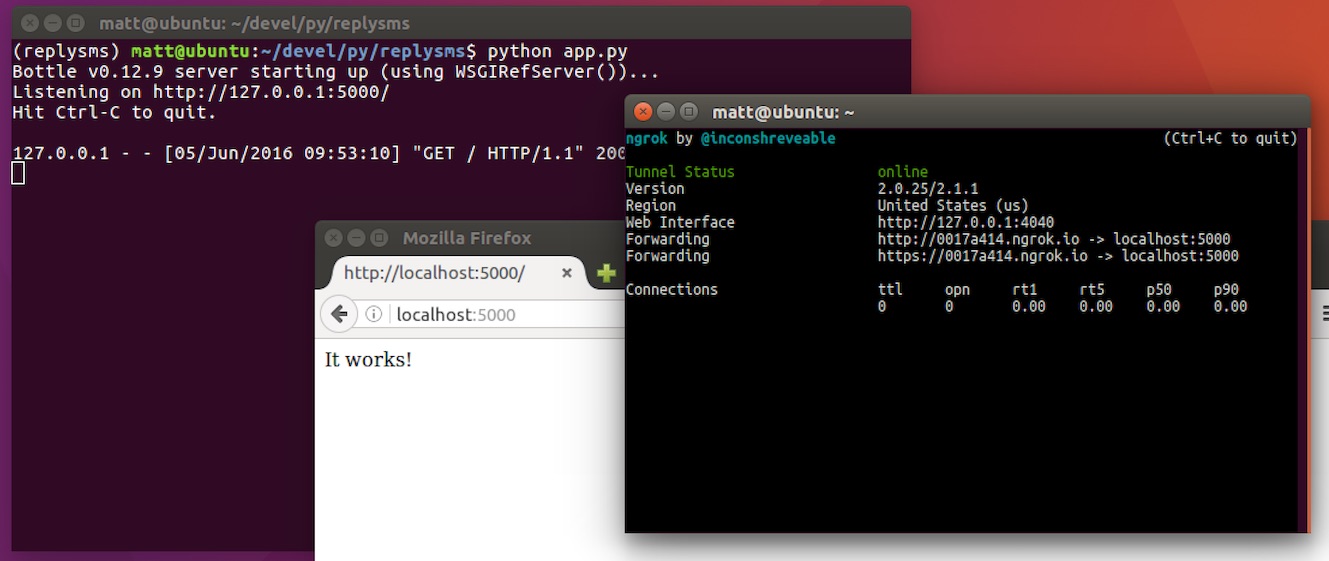 matt@ubuntu: ~/devel/py/replysms
(replysms) matt@ubuntu:~/devel/py/replysms$ python app.py
Bottle v0.12.9 server starting up (using WSGIRefServer())...
Listening on http://127.0.0.1:5000/
Hit Ctrl-C to quit.
127.0.0.1 - - [05/Jun/2016 09:53:10] "GET / HTTP/1.1" 200
Mozilla Firefox
http://localhost:5000/
localhost:5000
It works!
matt@ubuntu: ~
ngrok by @inconshreveable (Ctrl+C to quit)
Tunnel Status online
Version 2.0.25/2.1.1
Region United States (us)
Web Interface http://127.0.0.1:4040
Forwarding http://0017a414.ngrok.io -> localhost:5000
Forwarding https://0017a414.ngrok.io -> localhost:5000
Connections ttl opn rt1 rt5 p50 p90
0 0 0.00 0.00 0.00 0.00